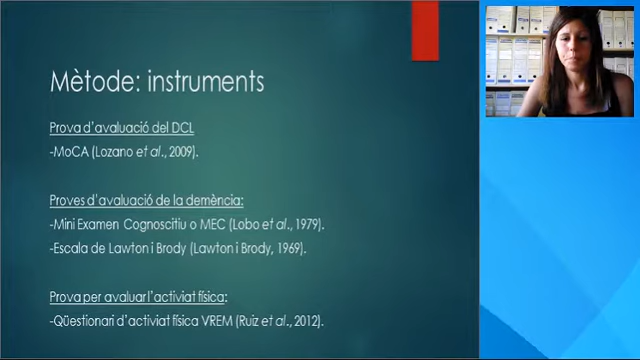 Mètode: instruments
Prova d'avaluació del DCL
-MoCA (Lozano et al., 2009).
Proves d'avaluació de la demència:
-Mini Examen Cognoscitiu o MEC (Lobo et al., 1979).
-Escala de Lawton i Brody (Lawton i Brody, 1969).
Prova per avaluar l'activiat física:
-Qüestionari d'activiat física VREM (Ruiz et al., 2012).